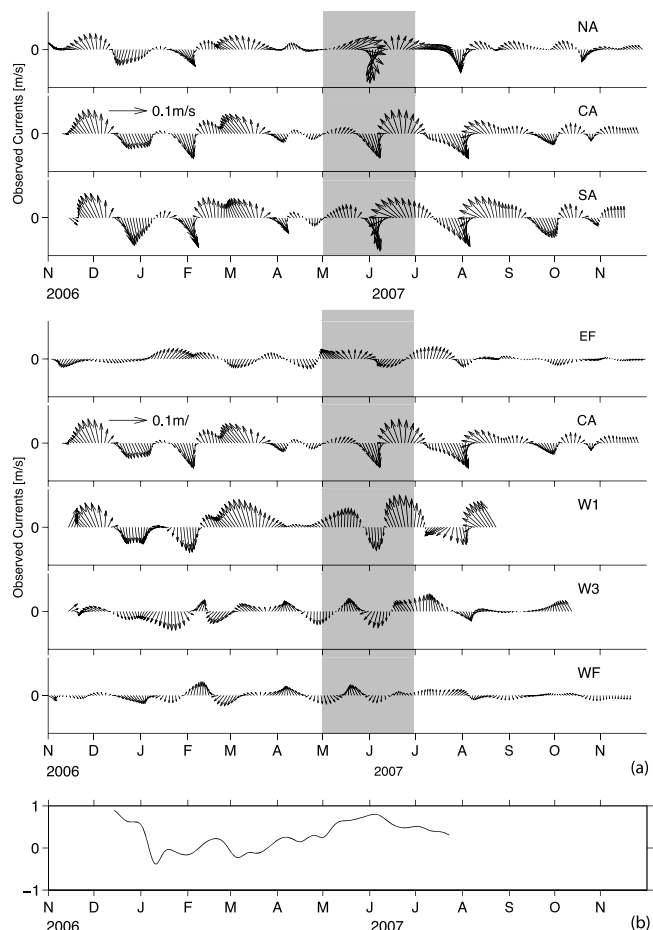 Observed Currents [m/s]
0 NA
0 0.1m/s CA
0 SA
N D J F M A M J J A S O N
2006 2007
Observed Currents [m/s]
0 EF
0 0.1m/ CA
0 W1
0 W3
0 WF
N D J F M A M J J A S O N
2006 2007 (a)
1
0
−1
N D J F M A M J J A S O N
2006 2007 (b)